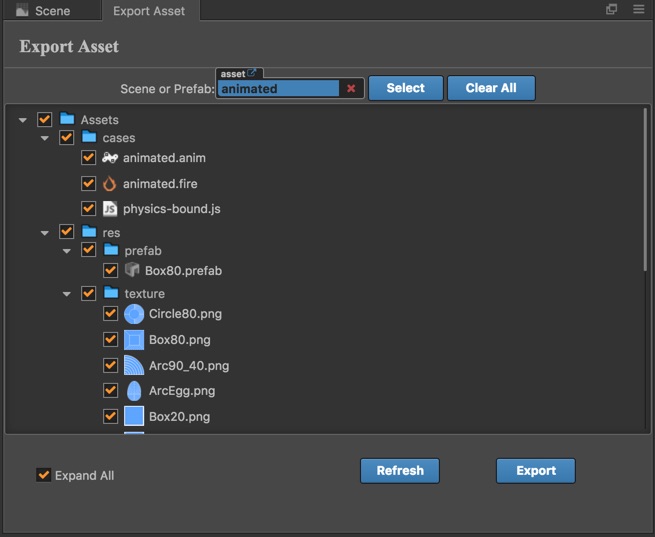 Scene
Export Asset
Export Asset
asset
Scene or Prefab:
animated
Select
Clear All
Assets
cases
animated.anim
animated.fire
JS physics-bound.js
res
prefab
Box80.prefab
texture
Circle80.png
Box80.png
Arc90_40.png
ArcEgg.png
Box20.png
Expand All
Refresh
Export